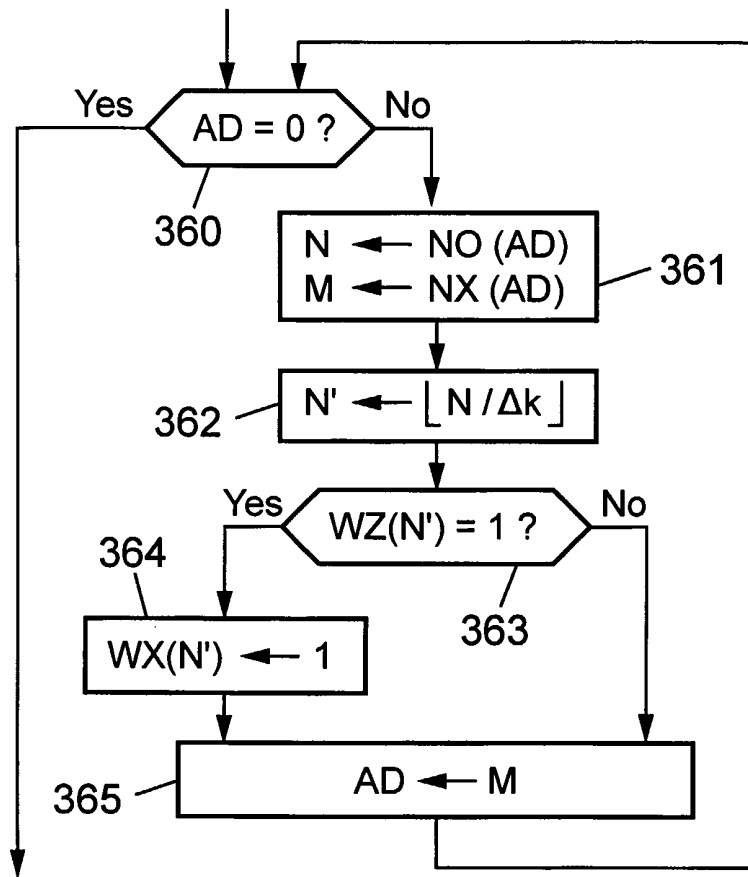 Yes
AD = 0 ?
No
360
N ← NO (AD)
M ← NX (AD)
361
N' ← ⌊ N / Δk ⌋
362
Yes
WZ(N') = 1 ?
No
364
363
WX(N') ← 1
AD ← M
365